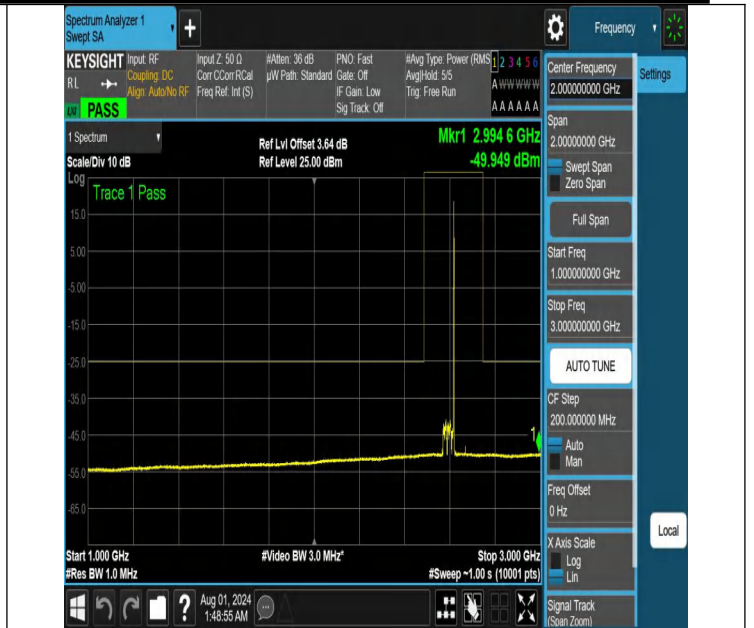 Spectrum Analyzer 1
Swept SA
+
Frequency
KEYSIGHT
RL
LXI
PASS
Input: RF
Coupling: DC
Align: Auto/No RF
Input Z: 50 Ω
Corr CCorr RCal
Freq Ref: Int (S)
#Atten: 36 dB
µW Path: Standard
PNO: Fast
Gate: Off
IF Gain: Low
Sig Track: Off
#Avg Type: Power (RMS
Avg|Hold: 5/5
Trig: Free Run
1 2 3 4 5 6
A W W W W W
A A A A A A
1 Spectrum
Scale/Div 10 dB
Log
Ref Lvl Offset 3.64 dB
Ref Level 25.00 dBm
Mkr1 2.994 6 GHz
-49.949 dBm
Trace 1 Pass
15.0
5.00
-5.00
-15.0
-25.0
-35.0
-45.0
-55.0
-65.0
1
Start 1.000 GHz
#Res BW 1.0 MHz
#Video BW 3.0 MHz*
Stop 3.000 GHz
#Sweep ~1.00 s (10001 pts)
?
Aug 01, 2024
1:48:55 AM
Center Frequency
2.000000000 GHz
Span
2.00000000 GHz
Swept Span
Zero Span
Full Span
Start Freq
1.000000000 GHz
Stop Freq
3.000000000 GHz
AUTO TUNE
CF Step
200.000000 MHz
Auto
Man
Freq Offset
0 Hz
X Axis Scale
Log
Lin
Signal Track
(Span Zoom)
Settings
Local